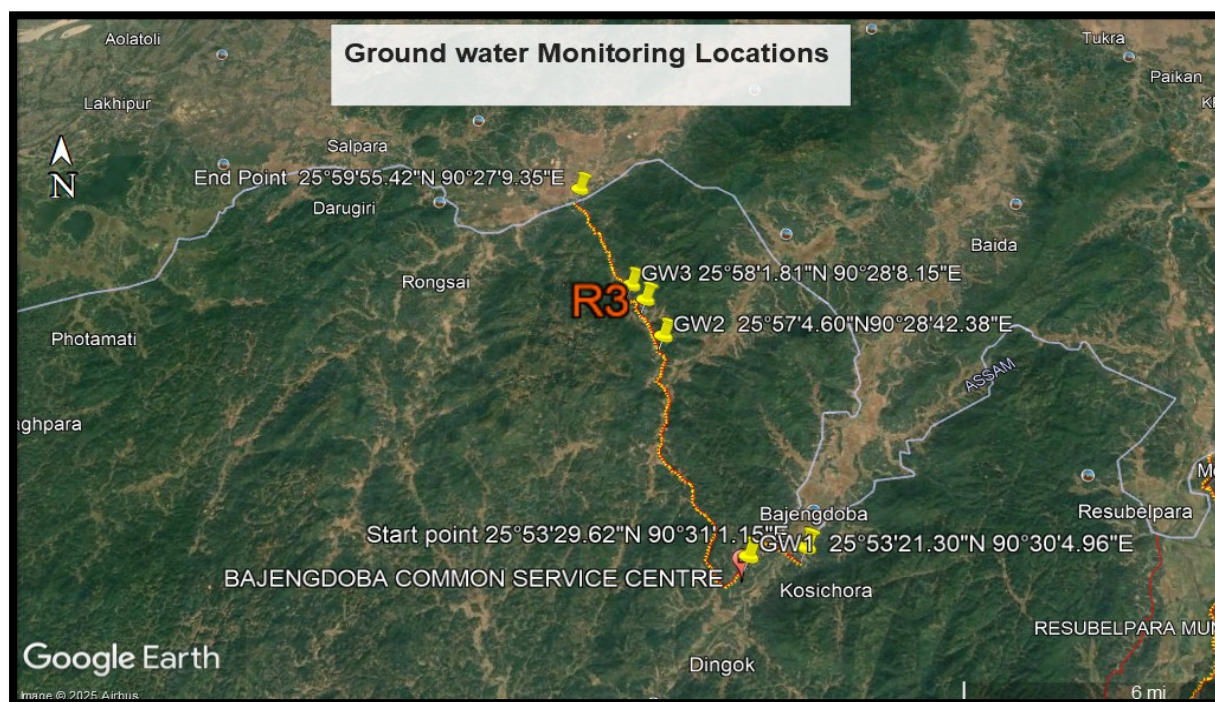 Ground water Monitoring Locations
Aolatoli
Tukra
Paikan
Lakhipur
Salpara
N
End Point 25°59'55.42"N 90°27'9.35"E
Darugiri
Baida
Rongsai
GW3 25°58'1.81"N 90°28'8.15"E
R3
GW2 25°57'4.60"N90°28'42.38"E
Photamati
ASSAM
aghpara
Bajengdoba
Resubelpara
Start point 25°53'29.62"N 90°31'1.15"E
GW1 25°53'21.30"N 90°30'4.96"E
BAJENGDOBA COMMON SERVICE CENTRE
Kosichora
RESUBELPARA MUN
Dingok
Google Earth
Image © 2025 Airbus
6 mi